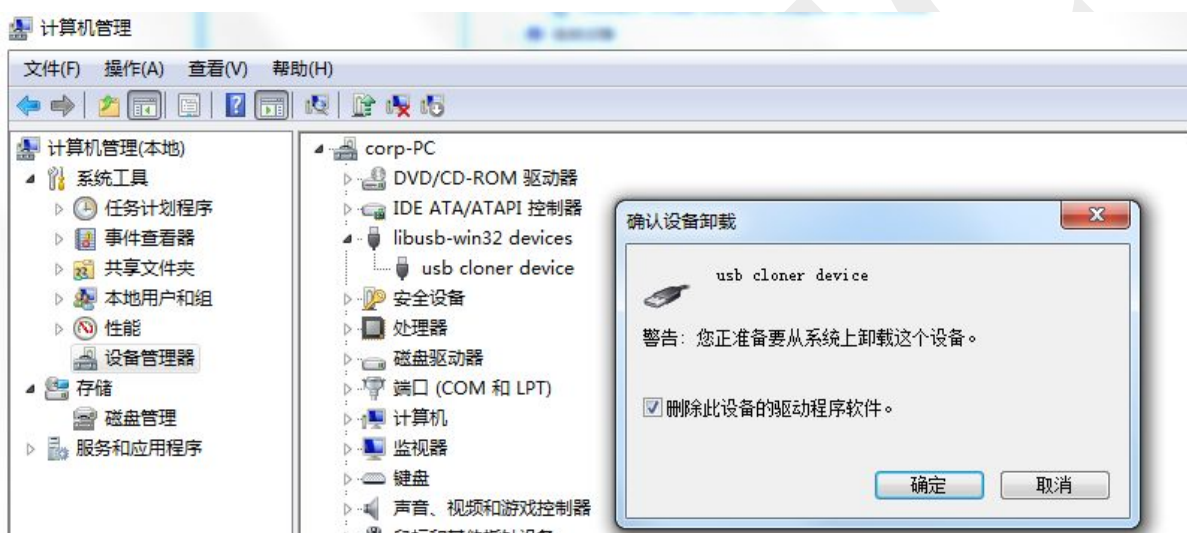 计算机管理
文件(F) 操作(A) 查看(V) 帮助(H)
计算机管理(本地)
系统工具
任务计划程序
事件查看器
共享文件夹
本地用户和组
性能
设备管理器
存储
磁盘管理
服务和应用程序
corp-PC
DVD/CD-ROM 驱动器
IDE ATA/ATAPI 控制器
libusb-win32 devices
usb cloner device
安全设备
处理器
磁盘驱动器
端口 (COM 和 LPT)
计算机
监视器
键盘
声音、视频和游戏控制器
确认设备卸载
usb cloner device
警告: 您正准备要从系统上卸载这个设备。
删除此设备的驱动程序软件。
确定 取消